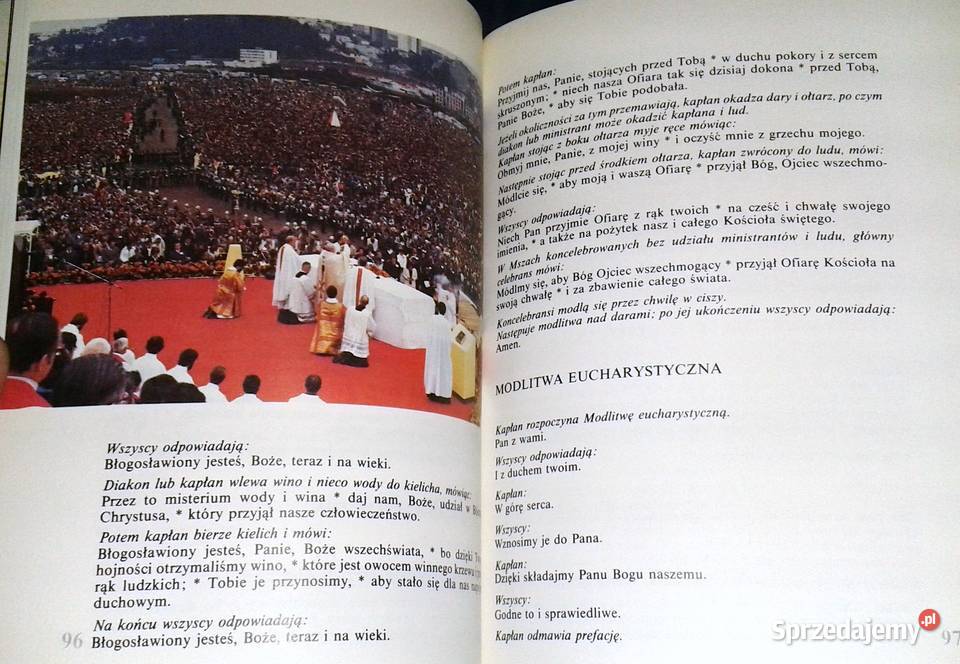 Wszyscy odpowiadają:
Błogosławiony jesteś, Boże, teraz i na wieki.
Diakon lub kapłan wlewa wino i nieco wody do kielicha, mówiąc:
Przez to misterium wody i wina * daj nam, Boże, udział w
Chrystusa, * który przyjął nasze człowieczeństwo.
Potem kapłan bierze kielich i mówi:
Błogosławiony jesteś, Panie, Boże wszechświata, * bo dzięki
hojności otrzymaliśmy wino, * które jest owocem winnego krzewu
rąk ludzkich; * Tobie je przynosimy, * aby stało się dla nas
duchowym.
Na końcu wszyscy odpowiadają:
Błogosławiony jesteś, Boże, teraz i na wieki.
96
Potem kapłan:
Przyjmij nas, Panie, stojących przed Tobą * w duchu pokory i z sercem
skruszonym; * niech nasza Ofiara tak się dzisiaj dokona * przed Tobą,
Panie Boże, * aby się Tobie podobała.
Jeżeli okoliczności za tym przemawiają, kapłan okadza dary i ołtarz, po czym
diakon lub ministrant może okadzić kapłana i lud.
Kapłan stojąc z boku ołtarza myje ręce mówiąc:
Obmyj mnie, Panie, z mojej winy * i oczyść mnie z grzechu mojego.
Następnie stojąc przed środkiem ołtarza, kapłan zwrócony do ludu, mówi:
Módlcie się, * aby moją i waszą Ofiarę * przyjął Bóg, Ojciec wszechmo-
gący.
Wszyscy odpowiadają:
Niech Pan przyjmie Ofiarę z rąk twoich * na cześć i chwałę swojego
imienia, * a także na pożytek nasz i całego Kościoła świętego.
W Mszach koncelebrowanych bez udziału ministrantów i ludu, główny
celebrans mówi:
Módlmy się, aby Bóg Ojciec wszechmogący * przyjął Ofiarę Kościoła na
swoją chwałę * i za zbawienie całego świata.
Koncelebransi modlą się przez chwilę w ciszy.
Następuje modlitwa nad darami; po jej ukończeniu wszyscy odpowiadają:
Amen.
MODLITWA EUCHARYSTYCZNA
Kapłan rozpoczyna Modlitwę eucharystyczną.
Pan z wami.
Wszyscy odpowiadają:
I z duchem twoim.
Kapłan:
W górę serca.
Wszyscy:
Wznosimy je do Pana.
Kapłan:
Dzięki składajmy Panu Bogu naszemu.
Wszyscy:
Godne to i sprawiedliwe.
Kapłan odmawia prefację.
97
Sprzedajemy.pl